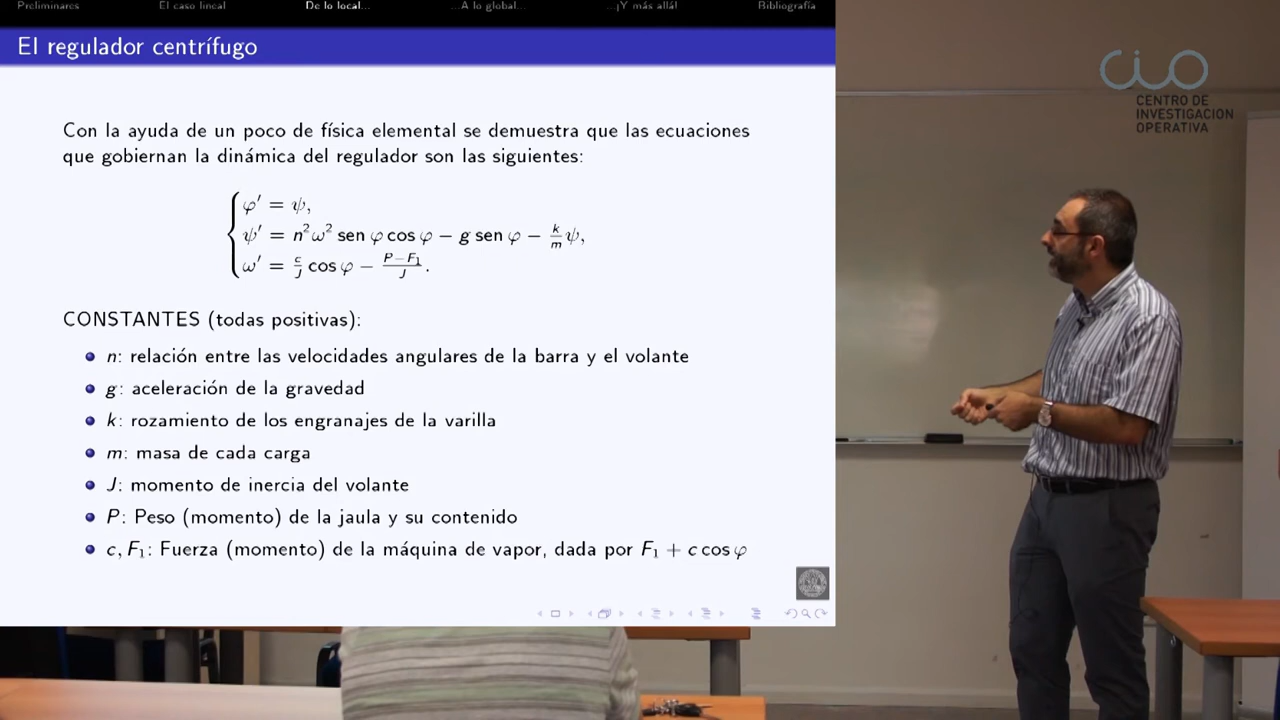 Preliminares El caso lineal De lo local... ...A lo global... ...¡Y más allá! Bibliografía
El regulador centrífugo
CENTRO DE
INVESTIGACION
OPERATIVA
Con la ayuda de un poco de física elemental se demuestra que las ecuaciones
que gobiernan la dinámica del regulador son las siguientes:
φ′ = ψ,
ψ′ = n²ω² sen φ cos φ − g sen φ − k/m ψ,
ω′ = c/J cos φ − (P−F₁)/J.
CONSTANTES (todas positivas):
n: relación entre las velocidades angulares de la barra y el volante
g: aceleración de la gravedad
k: rozamiento de los engranajes de la varilla
m: masa de cada carga
J: momento de inercia del volante
P: Peso (momento) de la jaula y su contenido
c, F₁: Fuerza (momento) de la máquina de vapor, dada por F₁ + c cos φ